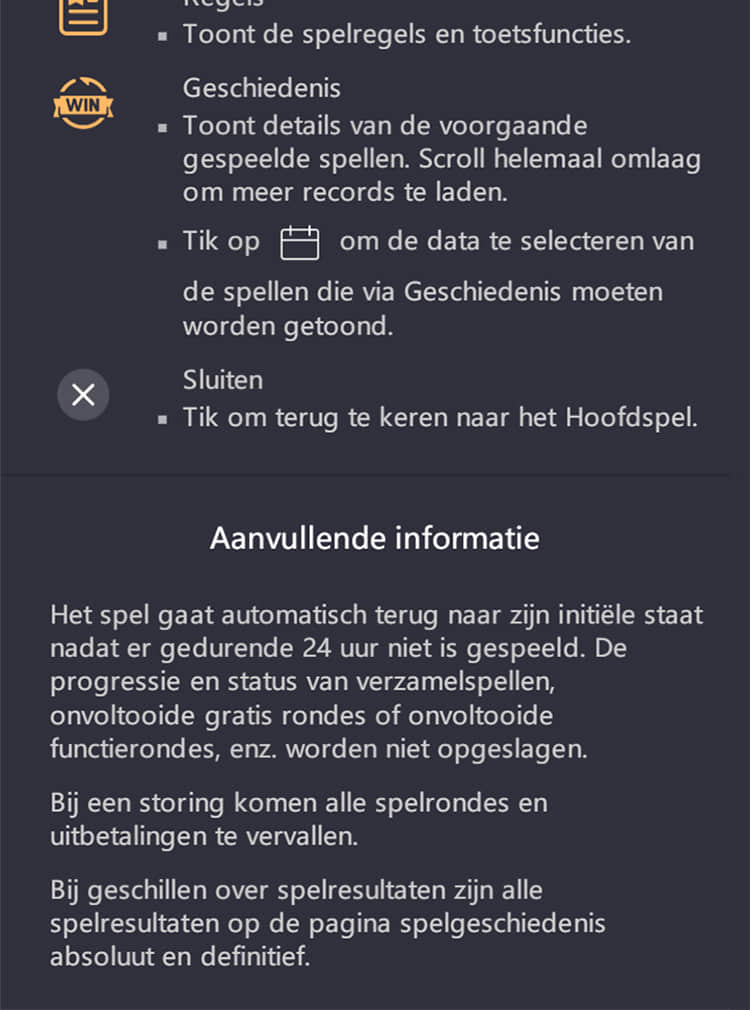 Regels
Toont de spelregels en toetsfuncties.
WIN
Geschiedenis
Toont details van de voorgaande
gespeelde spellen. Scroll helemaal omlaag
om meer records te laden.
Tik op om de data te selecteren van
de spellen die via Geschiedenis moeten
worden getoond.
Sluiten
Tik om terug te keren naar het Hoofdspel.
Aanvullende informatie
Het spel gaat automatisch terug naar zijn initiële staat
nadat er gedurende 24 uur niet is gespeeld. De
progressie en status van verzamelspellen,
onvoltooide gratis rondes of onvoltooide
functierondes, enz. worden niet opgeslagen.
Bij een storing komen alle spelrondes en
uitbetalingen te vervallen.
Bij geschillen over spelresultaten zijn alle
spelresultaten op de pagina spelgeschiedenis
absoluut en definitief.